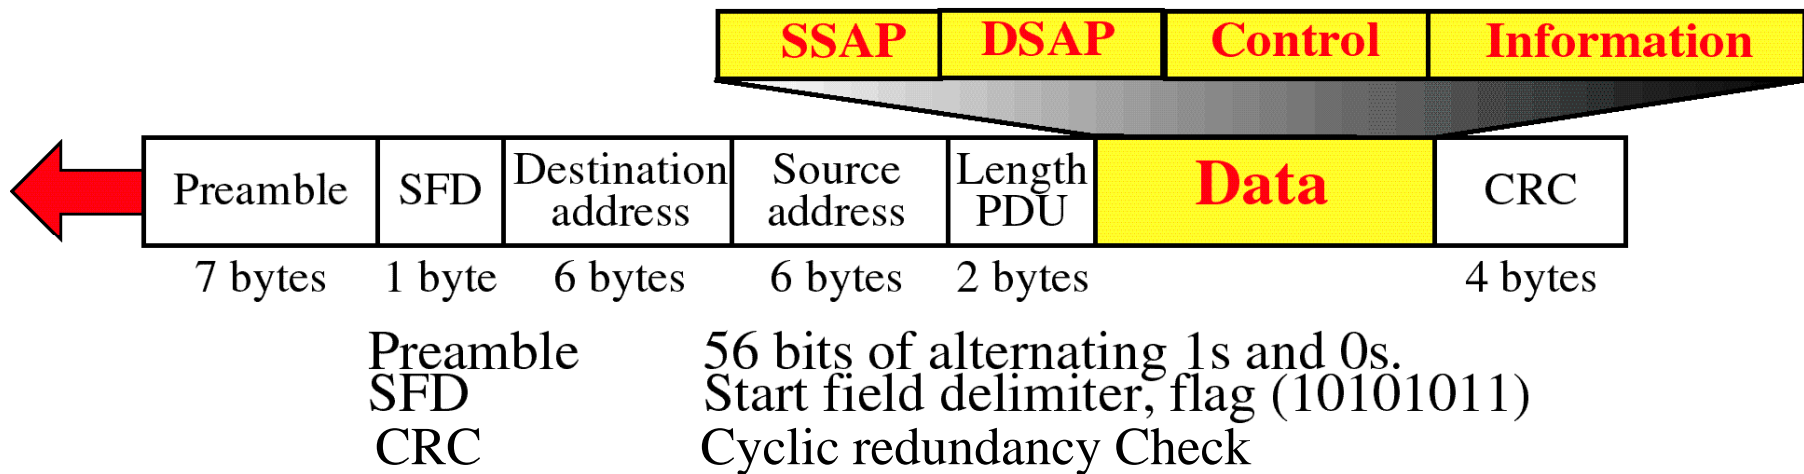 SSAP DSAP Control Information
Preamble SFD Destination address Source address Length PDU Data CRC
7 bytes 1 byte 6 bytes 6 bytes 2 bytes 4 bytes
Preamble 56 bits of alternating 1s and 0s.
SFD Start field delimiter, flag (10101011)
CRC Cyclic redundancy Check